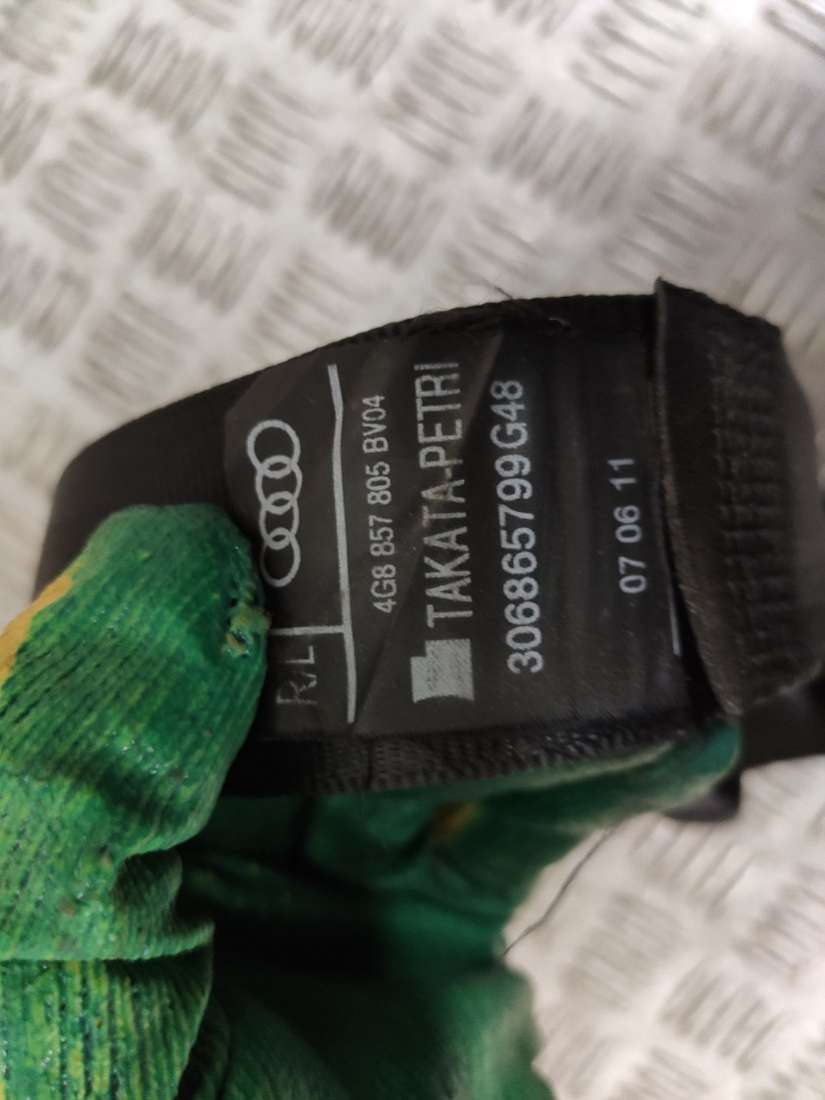 R/L
4G8 857 805 BV04
TAKATA-PETRI
306865799G48
07 06 11